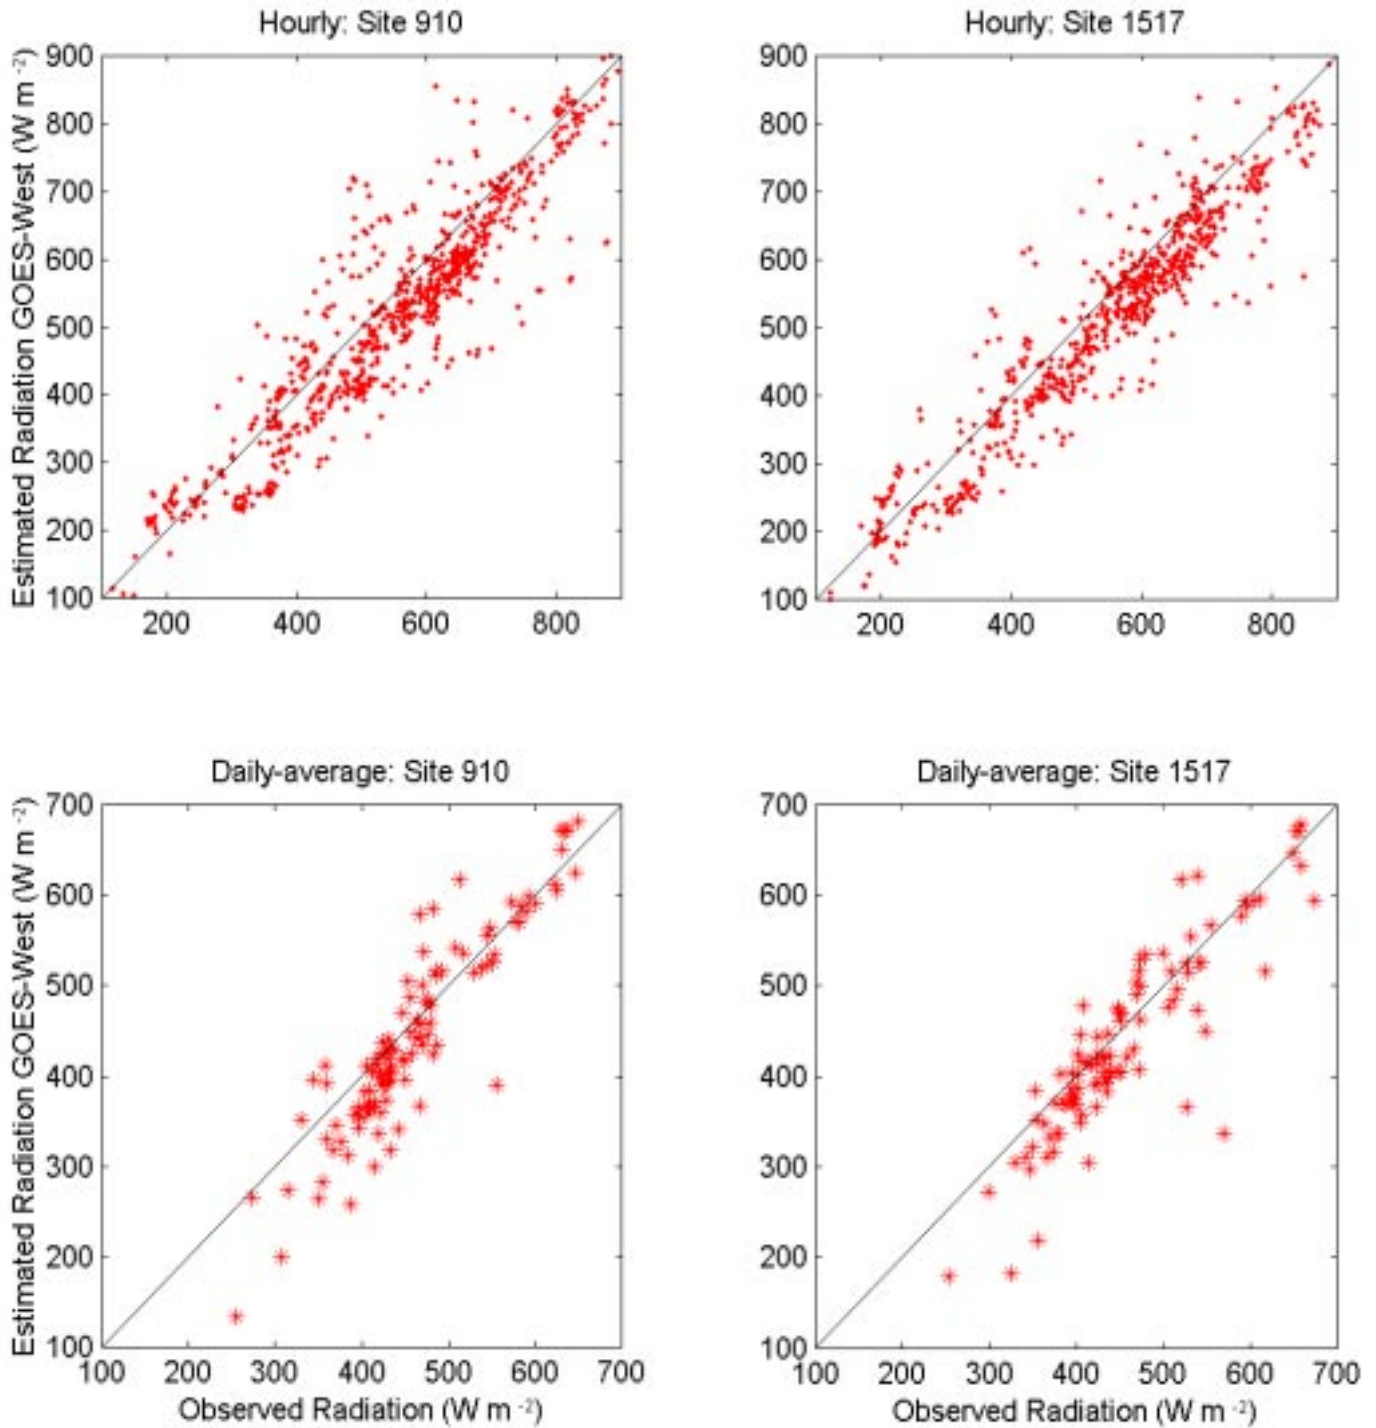 Hourly: Site 910
Hourly: Site 1517
Estimated Radiation GOES-West (W m -2)
900
800
700
600
500
400
300
200
100
200 400 600 800
900
800
700
600
500
400
300
200
100
200 400 600 800
Daily-average: Site 910
Daily-average: Site 1517
Estimated Radiation GOES-West (W m -2)
700
600
500
400
300
200
100
100 200 300 400 500 600 700
Observed Radiation (W m -2)
700
600
500
400
300
200
100
100 200 300 400 500 600 700
Observed Radiation (W m -2)